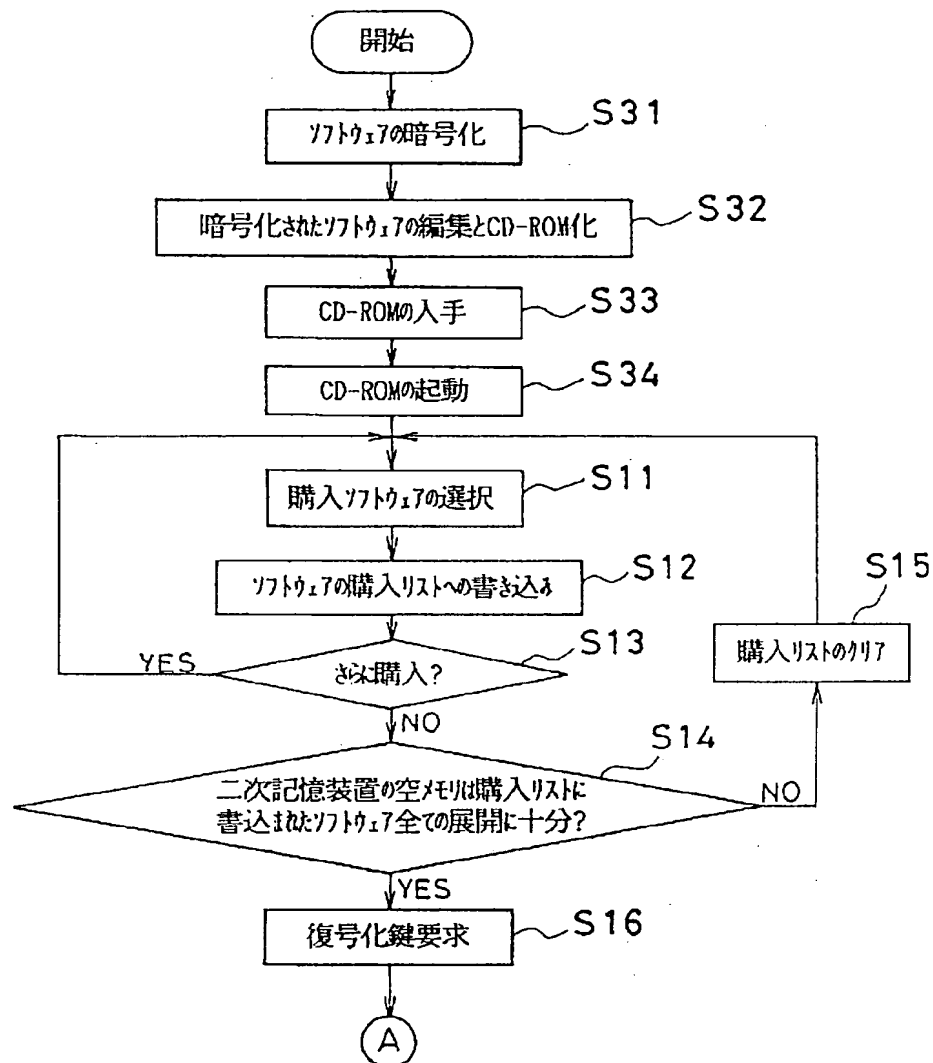 開始
ソフトウェアの暗号化
S31
暗号化されたソフトウェアの編集とCD-ROM化
S32
CD-ROMの入手
S33
CD-ROMの起動
S34
購入ソフトウェアの選択
S11
ソフトウェアの購入リストへの書き込み
S12
S15
購入リストのクリア
さらに購入?
S13
YES
NO
S14
二次記憶装置の空メモリは購入リストに
書込まれたソフトウェア全ての展開に十分?
NO
YES
復号化鍵要求
S16
A